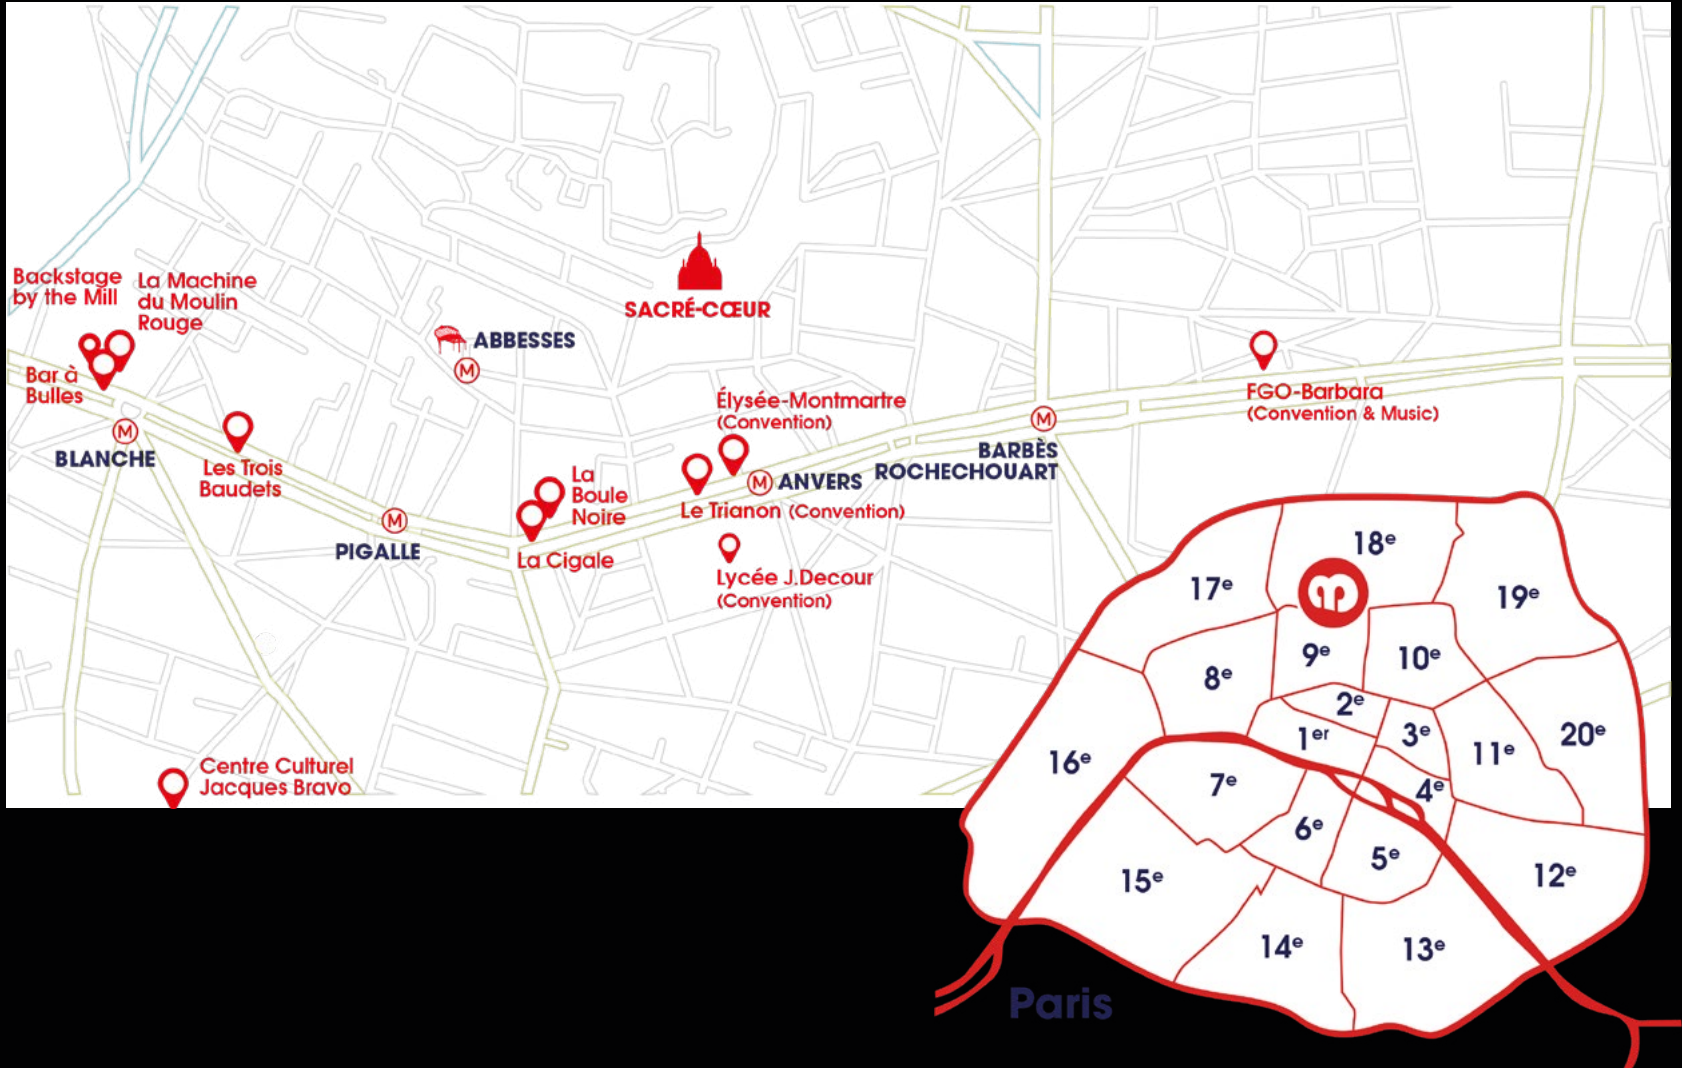 Backstage
by the Mill
La Machine
du Moulin
Rouge
SACRÉ-CŒUR
ABBESSES
M
Bar à
Bulles
FGO-Barbara
(Convention & Music)
Élysée-Montmartre
(Convention)
M
BLANCHE
Les Trois
Baudets
M
BARBÈS
ROCHECHOUART
La
Boule
Noire
M
ANVERS
Le Trianon (Convention)
M
PIGALLE
La Cigale
Lycée J.Decour
(Convention)
Centre Culturel
Jacques Bravo
18e
17e
19e
9e
10e
8e
2e
1er
3e
11e
20e
16e
7e
4e
6e
5e
15e
12e
14e
13e
Paris